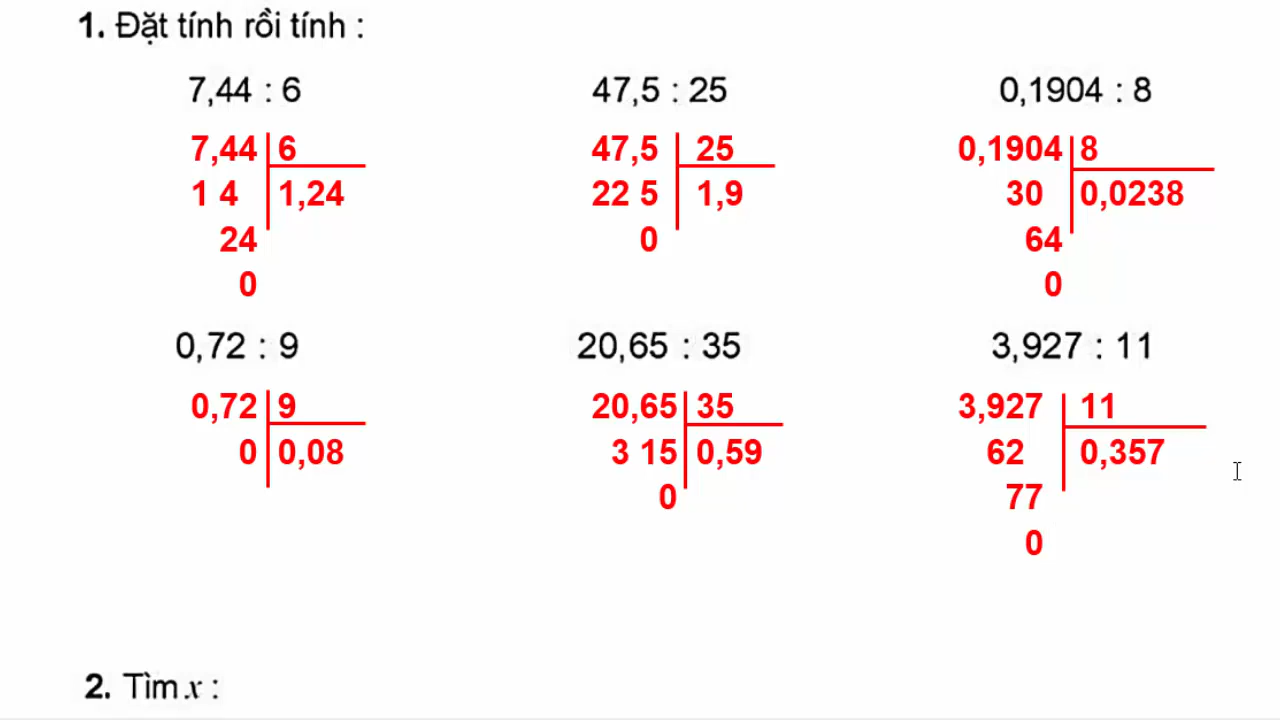 1. Đặt tính rồi tính :
7,44 : 6 47,5 : 25 0,1904 : 8
7,44 6 47,5 25 0,1904 8
1 4 1,24 22 5 1,9 30 0,0238
24 0 64
0 0
0,72 : 9 20,65 : 35 3,927 : 11
0,72 9 20,65 35 3,927 11
0 0,08 3 15 0,59 62 0,357
0 77
0
2. Tìm x :